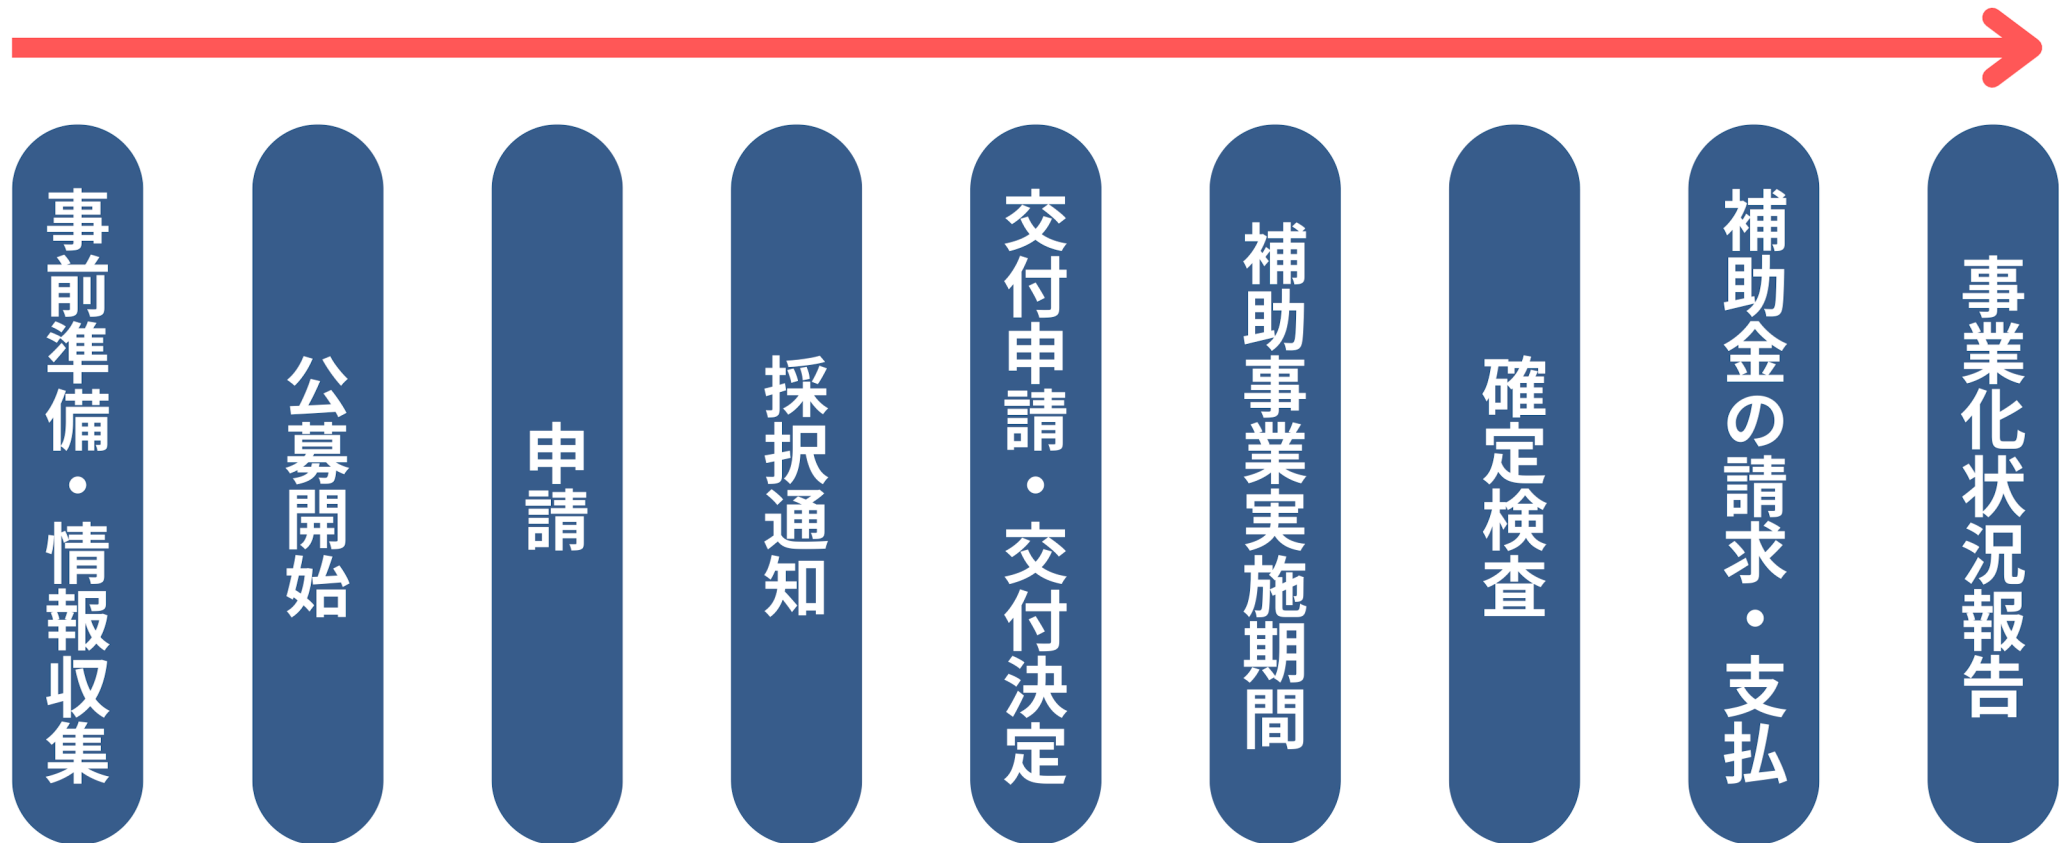 事前準備・情報収集
公募開始
申請
採択通知
交付申請・交付決定
補助事業実施期間
確定検査
補助金の請求・支払
事業化状況報告